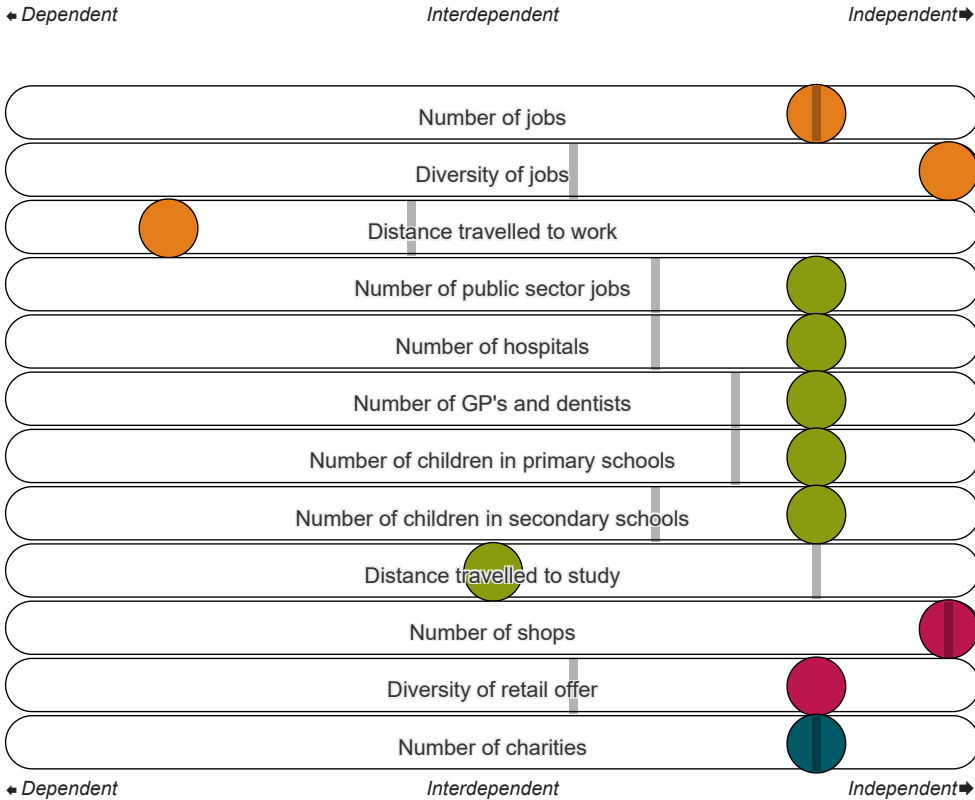 Dependent Interdependent Independent
Number of jobs
Diversity of jobs
Distance travelled to work
Number of public sector jobs
Number of hospitals
Number of GP's and dentists
Number of children in primary schools
Number of children in secondary schools
Distance travelled to study
Number of shops
Diversity of retail offer
Number of charities
Dependent Interdependent Independent